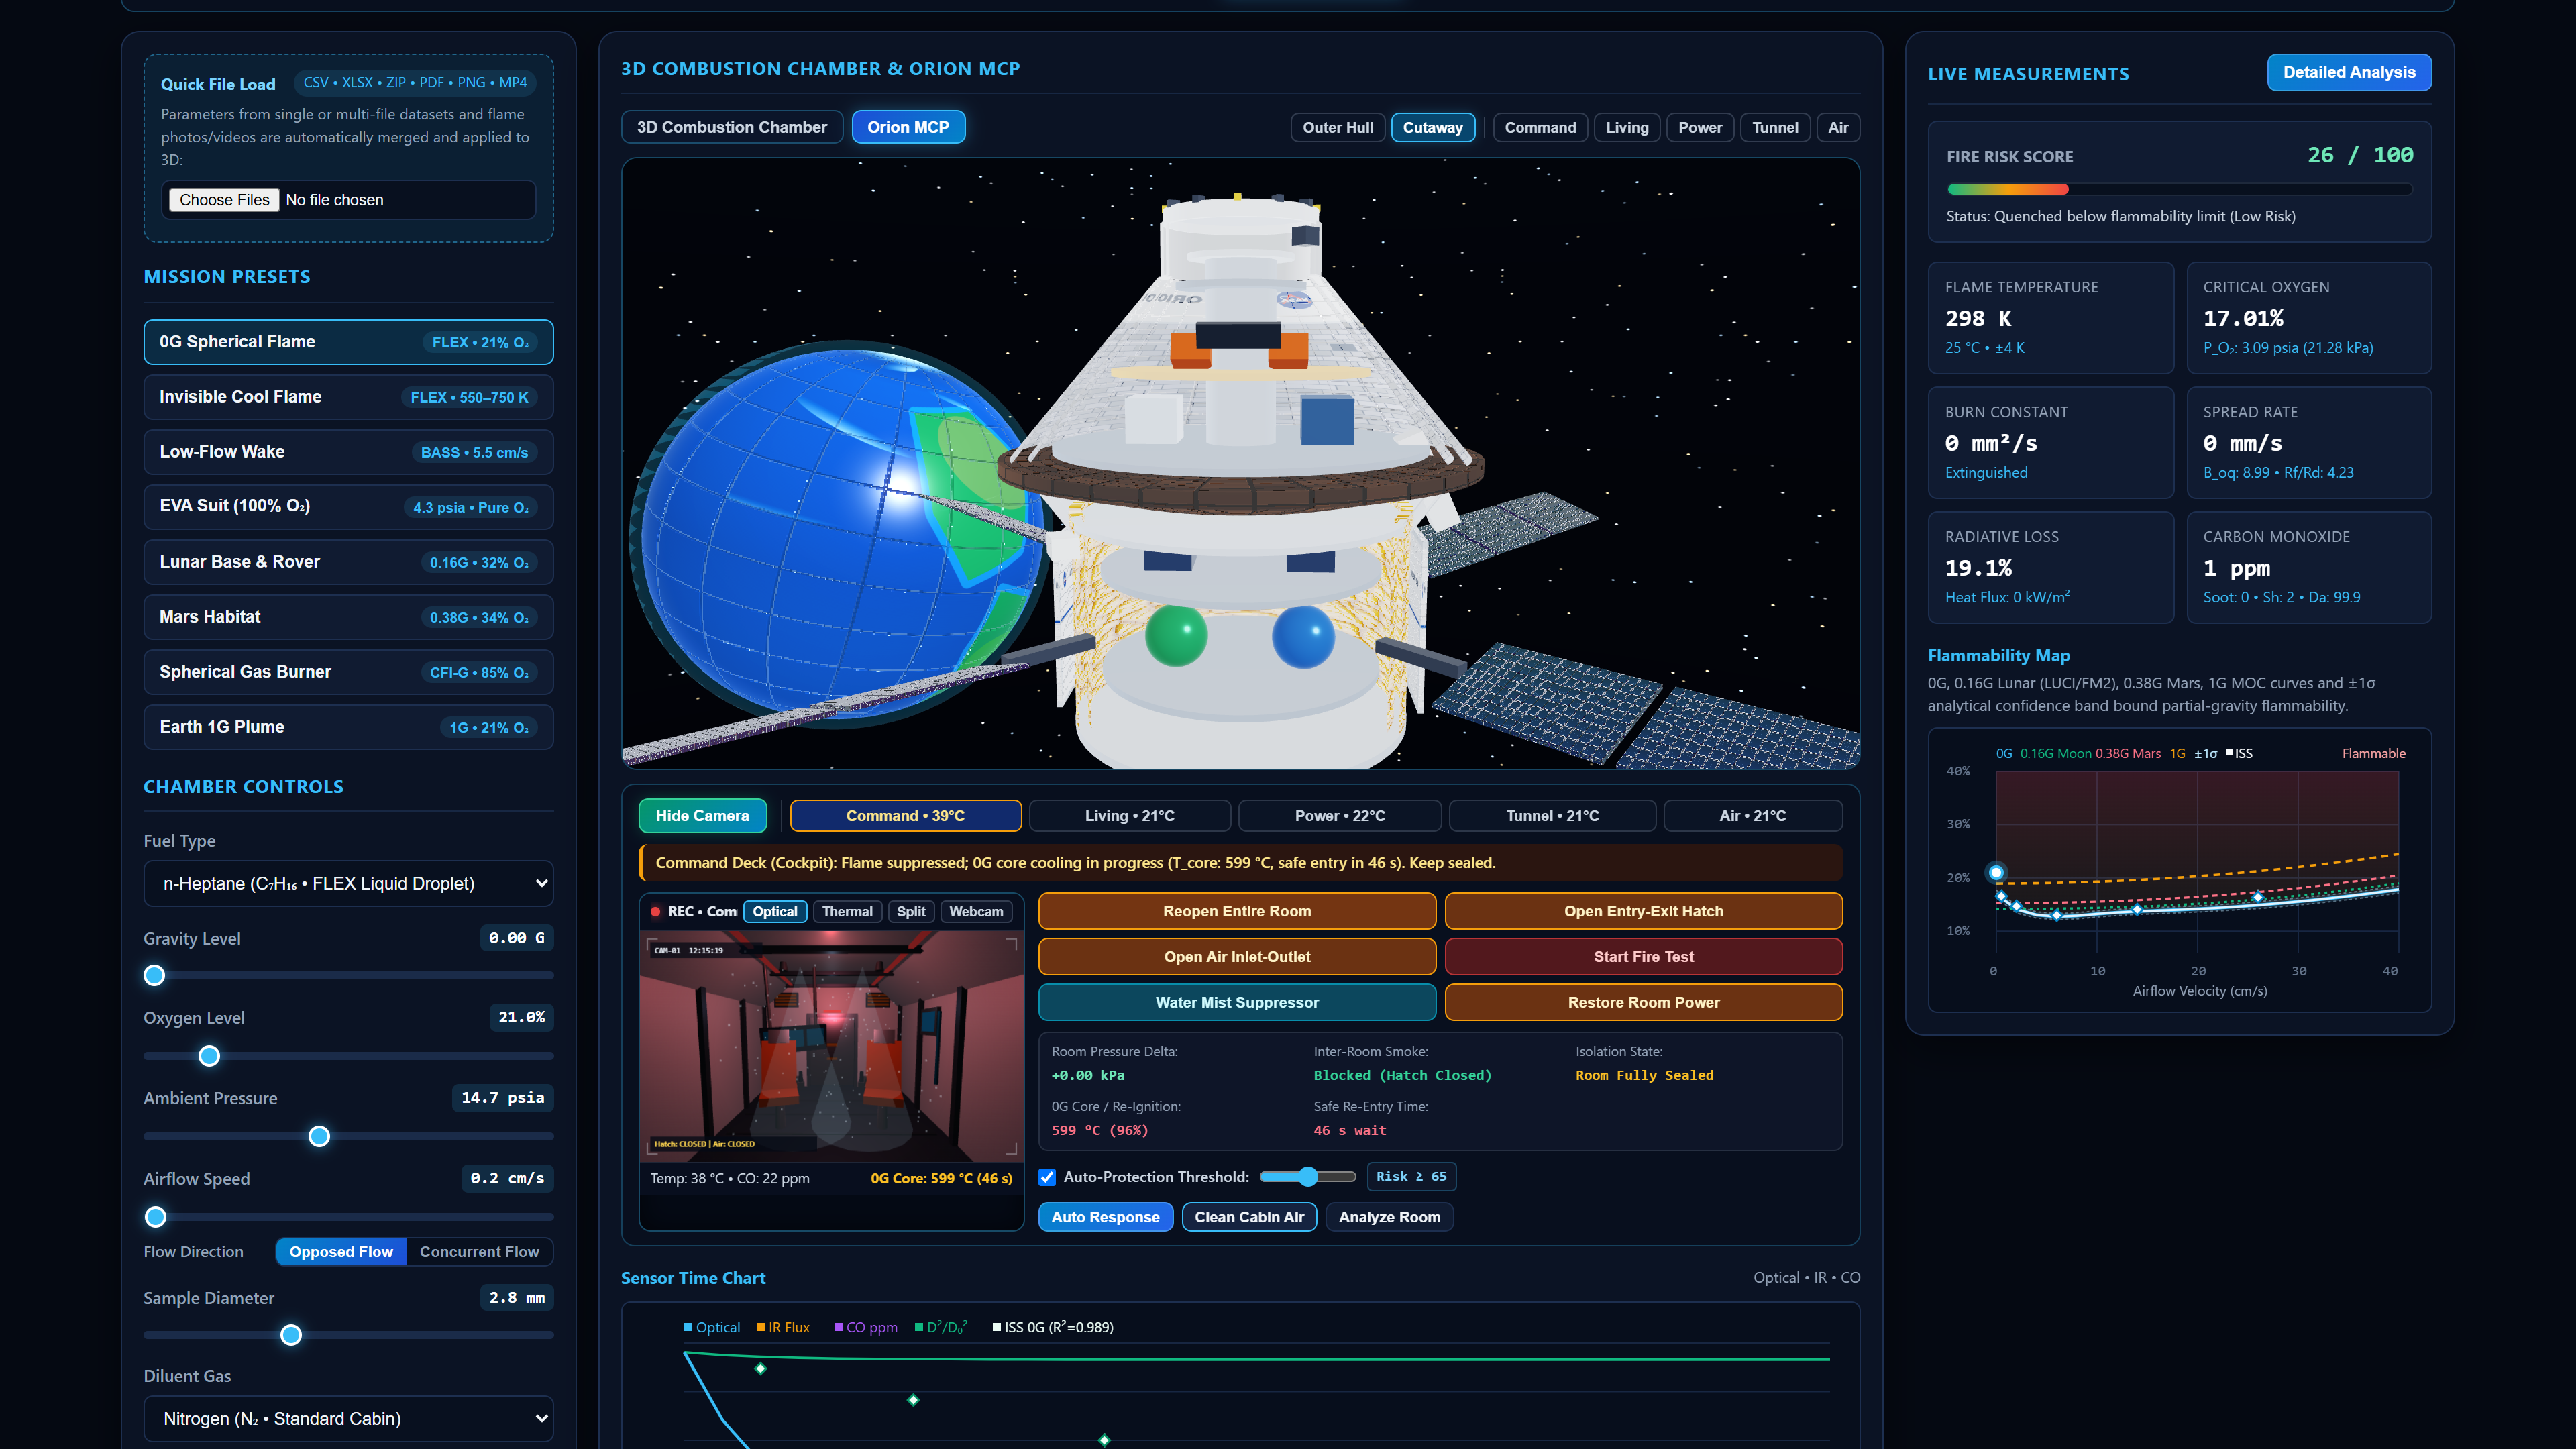 Quick File Load
CSV • XLSX • ZIP • PDF • PNG • MP4
Parameters from single or multi-file datasets and flame
photos/videos are automatically merged and applied to
3D:
Choose Files No file chosen
MISSION PRESETS
0G Spherical Flame
FLEX • 21% O₂
Invisible Cool Flame
FLEX • 550–750 K
Low-Flow Wake
BASS • 5.5 cm/s
EVA Suit (100% O₂)
4.3 psia • Pure O₂
Lunar Base & Rover
0.16G • 32% O₂
Mars Habitat
0.38G • 34% O₂
Spherical Gas Burner
CFI-G • 85% O₂
Earth 1G Plume
1G • 21% O₂
CHAMBER CONTROLS
Fuel Type
n-Heptane (C₇H₁₆ • FLEX Liquid Droplet)
Gravity Level
0.00 G
Oxygen Level
21.0%
Ambient Pressure
14.7 psia
Airflow Speed
0.2 cm/s
Flow Direction
Opposed Flow
Concurrent Flow
Sample Diameter
2.8 mm
Diluent Gas
Nitrogen (N₂ • Standard Cabin)
3D COMBUSTION CHAMBER & ORION MCP
3D Combustion Chamber
Orion MCP
Outer Hull
Cutaway
Command
Living
Power
Tunnel
Air
ORION
Hide Camera
Command • 39°C
Living • 21°C
Power • 22°C
Tunnel • 21°C
Air • 21°C
Command Deck (Cockpit): Flame suppressed; 0G core cooling in progress (T_core: 599 °C, safe entry in 46 s). Keep sealed.
REC • Com
Optical
Thermal
Split
Webcam
CAM-01 12:15:19
Hatch: CLOSED | Air: CLOSED
Temp: 38 °C • CO: 22 ppm
0G Core: 599 °C (46 s)
Reopen Entire Room
Open Entry-Exit Hatch
Open Air Inlet-Outlet
Start Fire Test
Water Mist Suppressor
Restore Room Power
Room Pressure Delta:
+0.00 kPa
Inter-Room Smoke:
Blocked (Hatch Closed)
Isolation State:
Room Fully Sealed
0G Core / Re-Ignition:
599 °C (96%)
Safe Re-Entry Time:
46 s wait
Auto-Protection Threshold:
Risk ≥ 65
Auto Response
Clean Cabin Air
Analyze Room
Sensor Time Chart
Optical • IR • CO
Optical
IR Flux
CO ppm
D²/D₀²
ISS 0G (R²=0.989)
LIVE MEASUREMENTS
Detailed Analysis
FIRE RISK SCORE
26 / 100
Status: Quenched below flammability limit (Low Risk)
FLAME TEMPERATURE
298 K
25 °C • ±4 K
CRITICAL OXYGEN
17.01%
P_O₂: 3.09 psia (21.28 kPa)
BURN CONSTANT
0 mm²/s
Extinguished
SPREAD RATE
0 mm/s
B_oq: 8.99 • Rf/Rd: 4.23
RADIATIVE LOSS
19.1%
Heat Flux: 0 kW/m²
CARBON MONOXIDE
1 ppm
Soot: 0 • Sh: 2 • Da: 99.9
Flammability Map
0G, 0.16G Lunar (LUCI/FM2), 0.38G Mars, 1G MOC curves and ±1σ
analytical confidence band bound partial-gravity flammability.
0G 0.16G Moon 0.38G Mars 1G ±1σ ISS
Flammable
40%
30%
20%
10%
0 10 20 30 40
Airflow Velocity (cm/s)